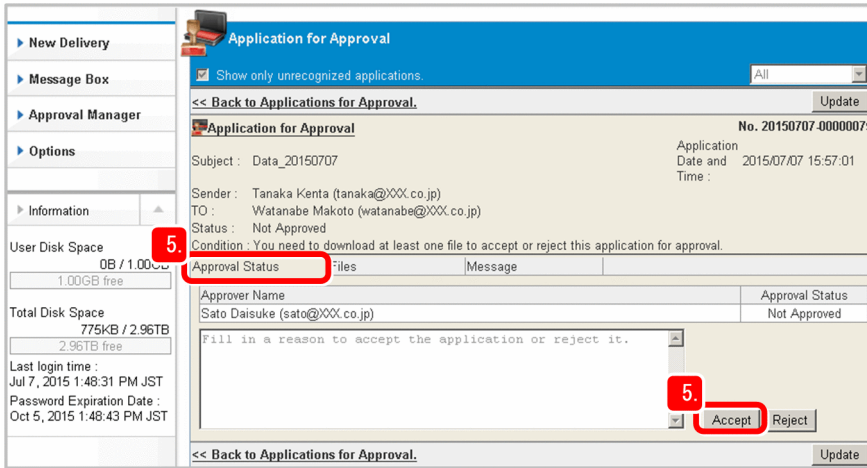 New Delivery
Message Box
Approval Manager
Options
Information
User Disk Space
0B / 1.00GB
1.00GB free
Total Disk Space
775KB / 2.96TB
2.96TB free
Last login time :
Jul 7, 2015 1:48:31 PM JST
Password Expiration Date :
Oct 5, 2015 1:48:43 PM JST
Application for Approval
Show only unrecognized applications.
All
<< Back to Applications for Approval.
Update
Application for Approval
No. 20150707-0000007
Subject : Data_20150707
Application Date and Time : 2015/07/07 15:57:01
Sender : Tanaka Kenta (tanaka@XXX.co.jp)
TO : Watanabe Makoto (watanabe@XXX.co.jp)
Status : Not Approved
Condition : You need to download at least one file to accept or reject this application for approval.
5.
Approval Status
Files
Message
Approver Name
Approval Status
Sato Daisuke (sato@XXX.co.jp)
Not Approved
Fill in a reason to accept the application or reject it.
5.
Accept
Reject
<< Back to Applications for Approval.
Update